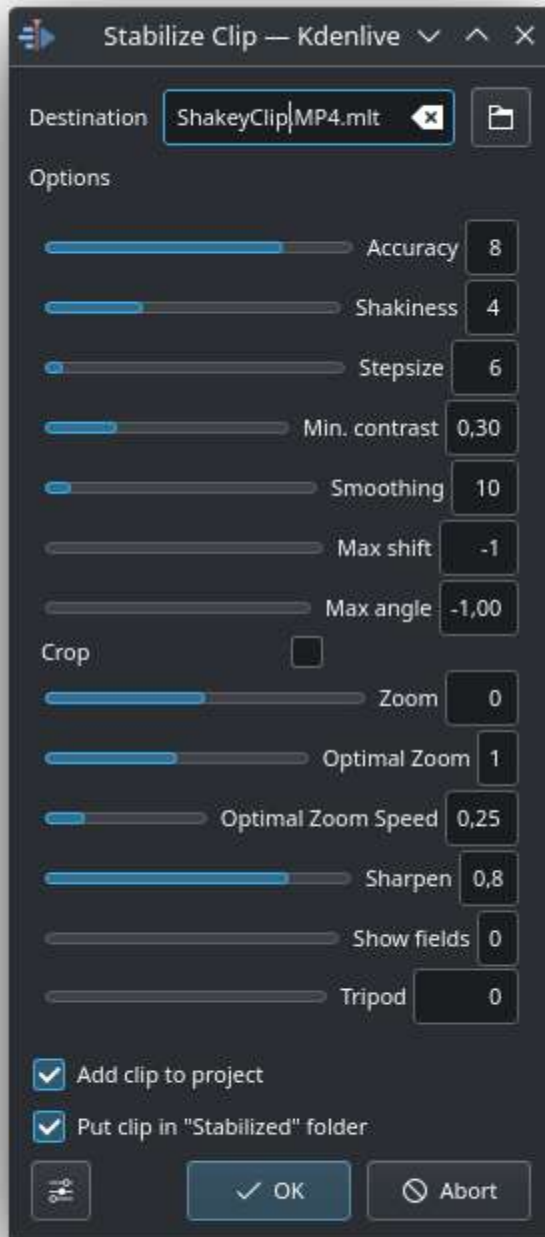 Stabilize Clip — Kdenlive
Destination ShakeyClip.MP4.mlt
Options
Accuracy 8
Shakiness 4
Stepsize 6
Min. contrast 0,30
Smoothing 10
Max shift -1
Max angle -1,00
Crop
Zoom 0
Optimal Zoom 1
Optimal Zoom Speed 0,25
Sharpen 0,8
Show fields 0
Tripod 0
Add clip to project
Put clip in "Stabilized" folder
OK Abort